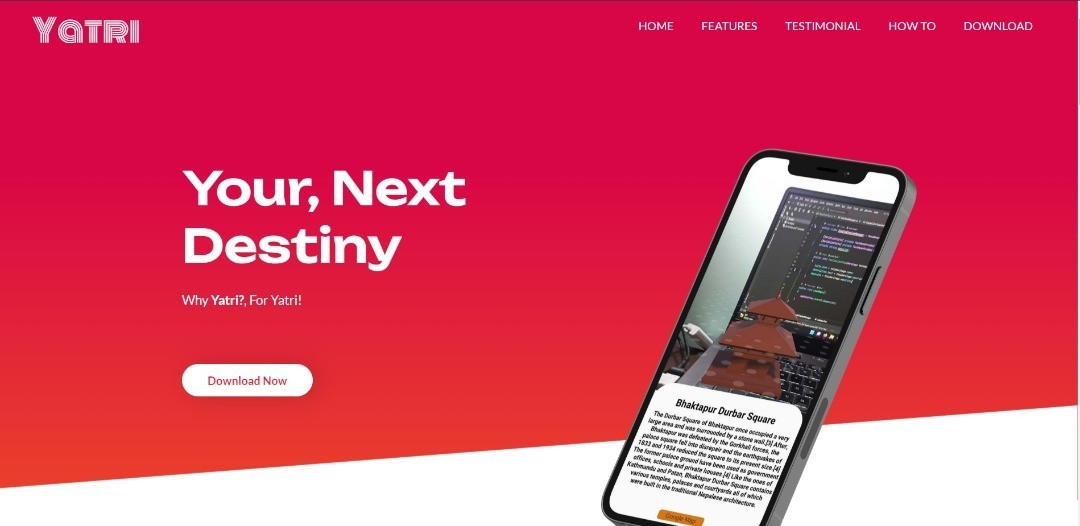 Yatri
HOME FEATURES TESTIMONIAL HOW TO DOWNLOAD
Your, Next
Destiny
Why Yatri?, For Yatri!
Download Now
Bhaktapur Durbar Square
The Durbar Square of Bhaktapur once occupied a very
large area and was surrouned by a stone wall.[3] After,
Bhaktapur was defeated by the Gorkhali forces, the
palace square fell into disrepair and the earthquakes of
1833 and 1934 reduced the square to its present size.[4]
The former palace ground have been used as government
offices, schools and private houses.[4] Like the ones of
Kathmandu and Patan, Bhaktapur Durbar Square contains
various temples, palaces and courtyards all of which
were built in the traditional Nepalese architecture.
Google Map